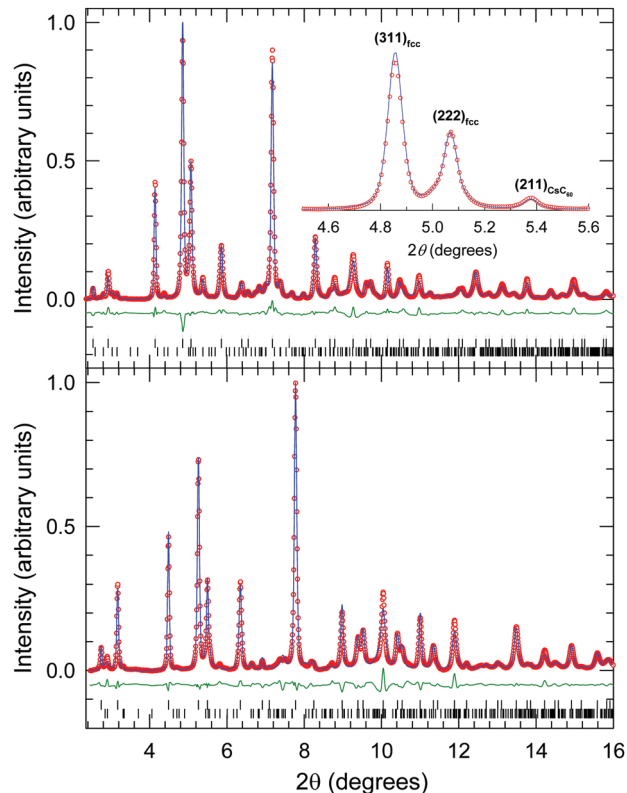 1.0
0.5
0.0
Intensity (arbitrary units)
(311)fcc
(222)fcc
(211)CsC60
4.6 4.8 5.0 5.2 5.4 5.6
2θ (degrees)
1.0
0.5
0.0
Intensity (arbitrary units)
4 6 8 10 12 14 16
2θ (degrees)